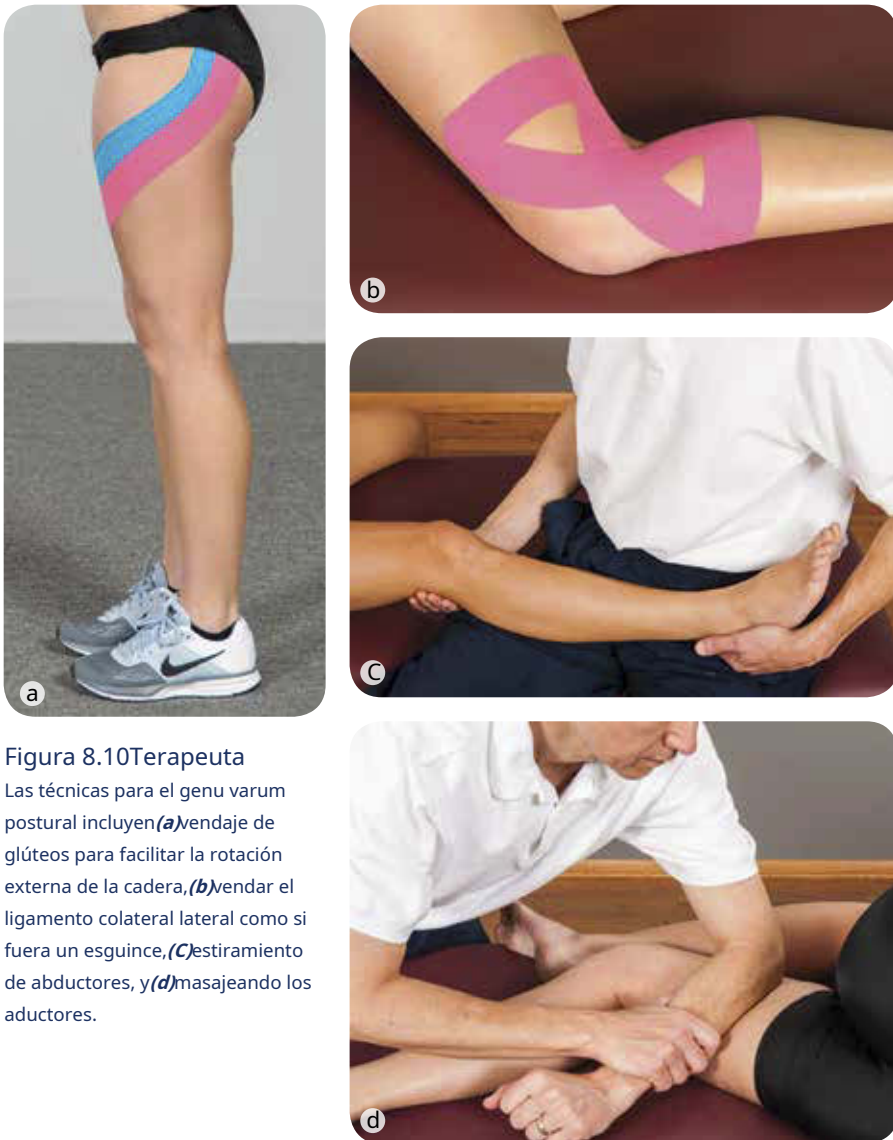 a
b
C
d
Figura 8.10Terapeuta
Las técnicas para el genu varum
postural incluyen(a)vendaje de
glúteos para facilitar la rotación
externa de la cadera,(b)vendar el
ligamento colateral lateral como si
fuera un esguince,(C)estiramiento
de abductores, y(d)masajeando los
aductores.